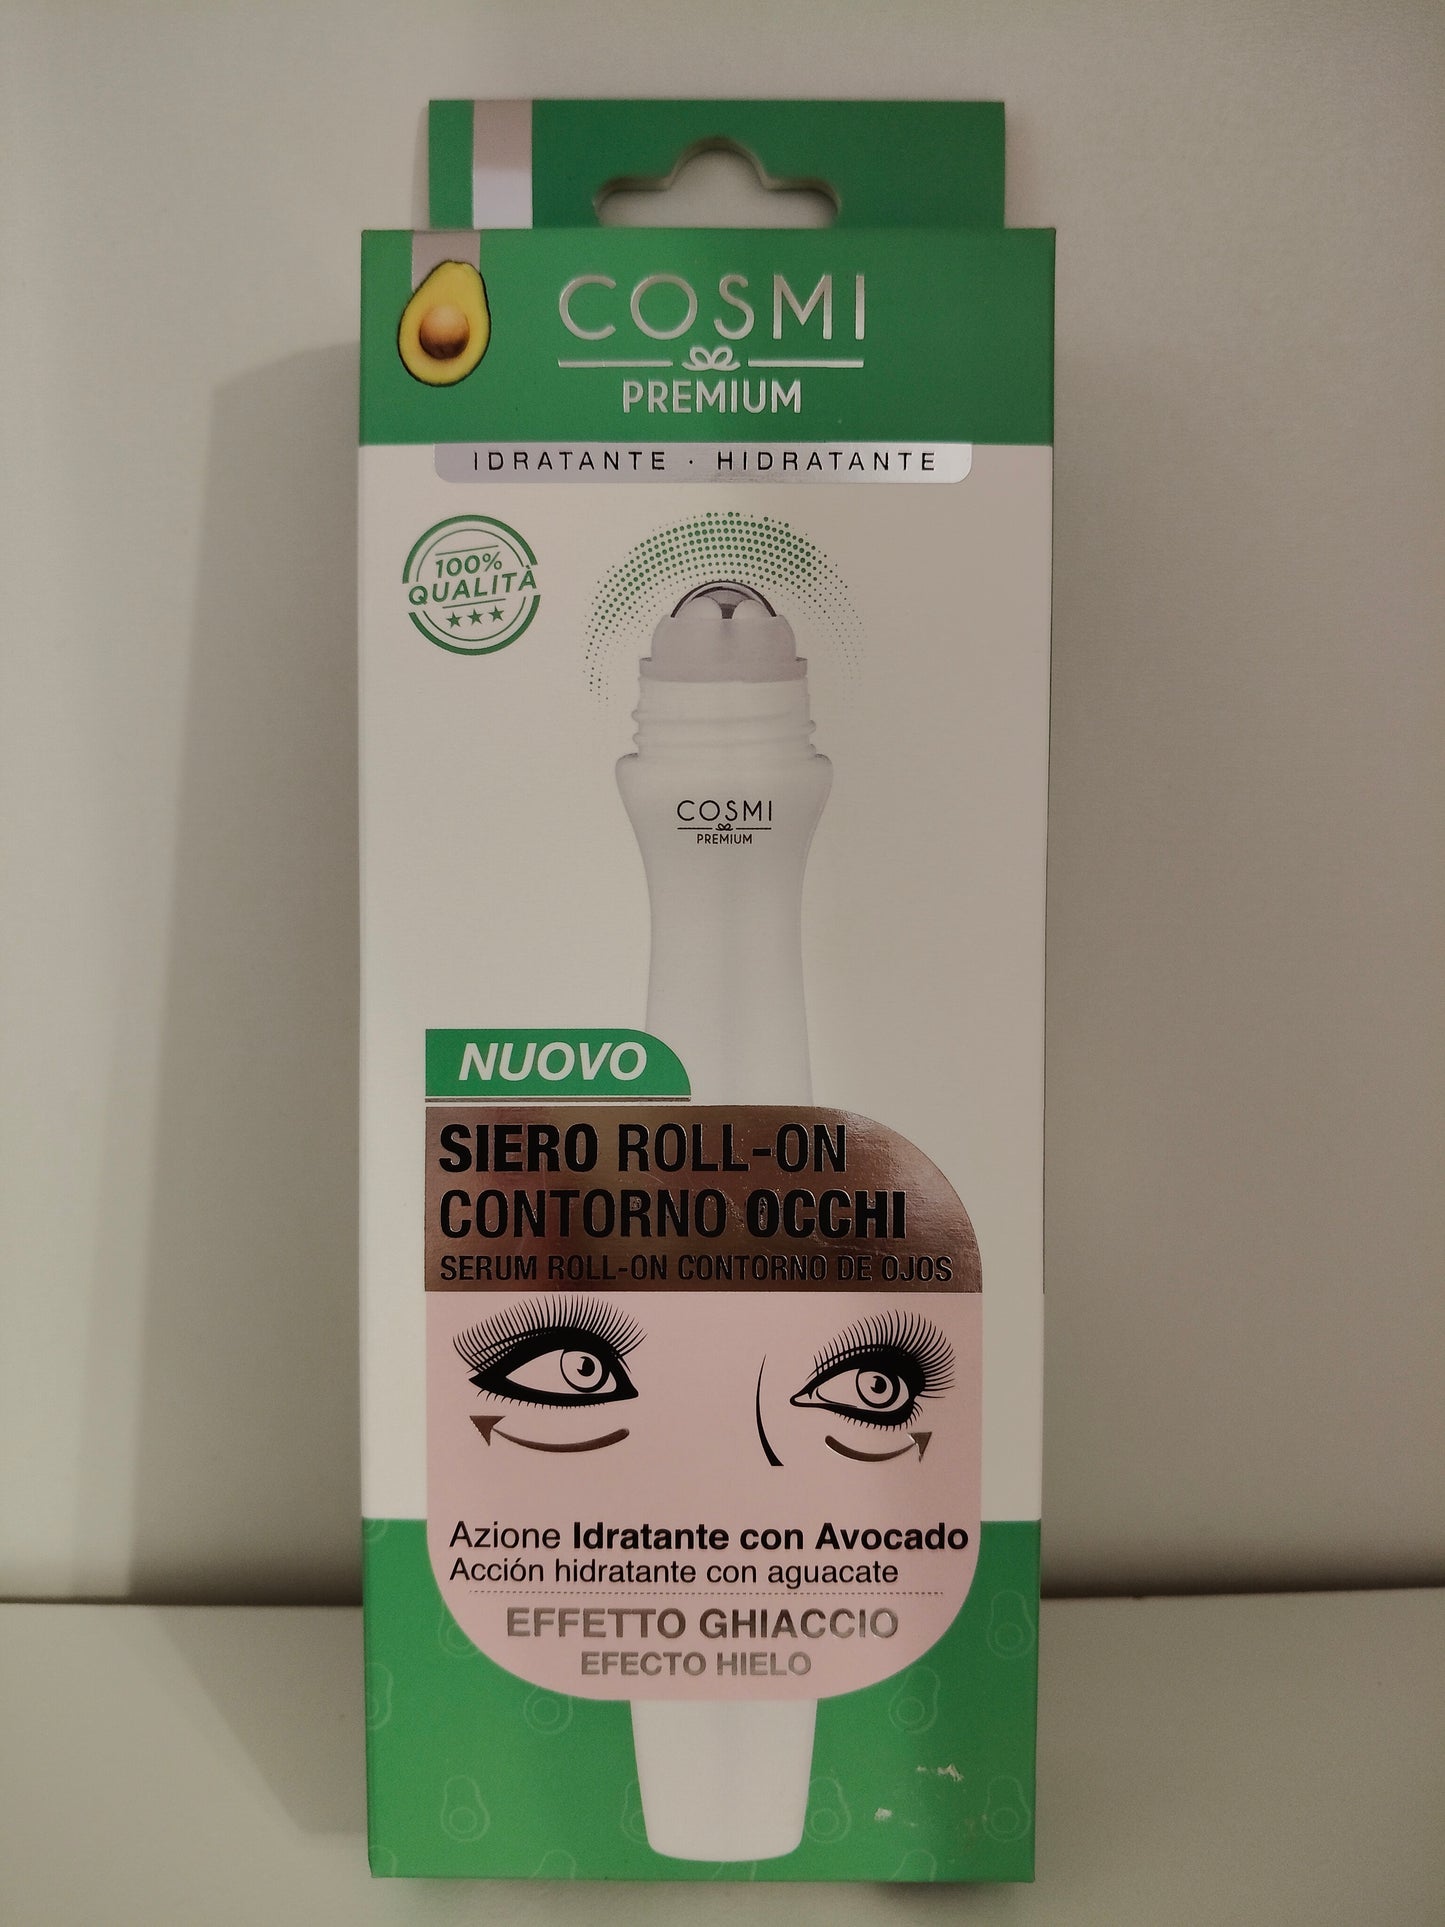 COSMI
PREMIUM
IDRATANTE · HIDRATANTE
100%
QUALITÀ
COSMI
PREMIUM
NUOVO
SIERO ROLL-ON
CONTORNO OCCHI
SERUM ROLL-ON CONTORNO DE OJOS
Azione Idratante con Avocado
Acción hidratante con aguacate
EFFETTO GHIACCIO
EFECTO HIELO